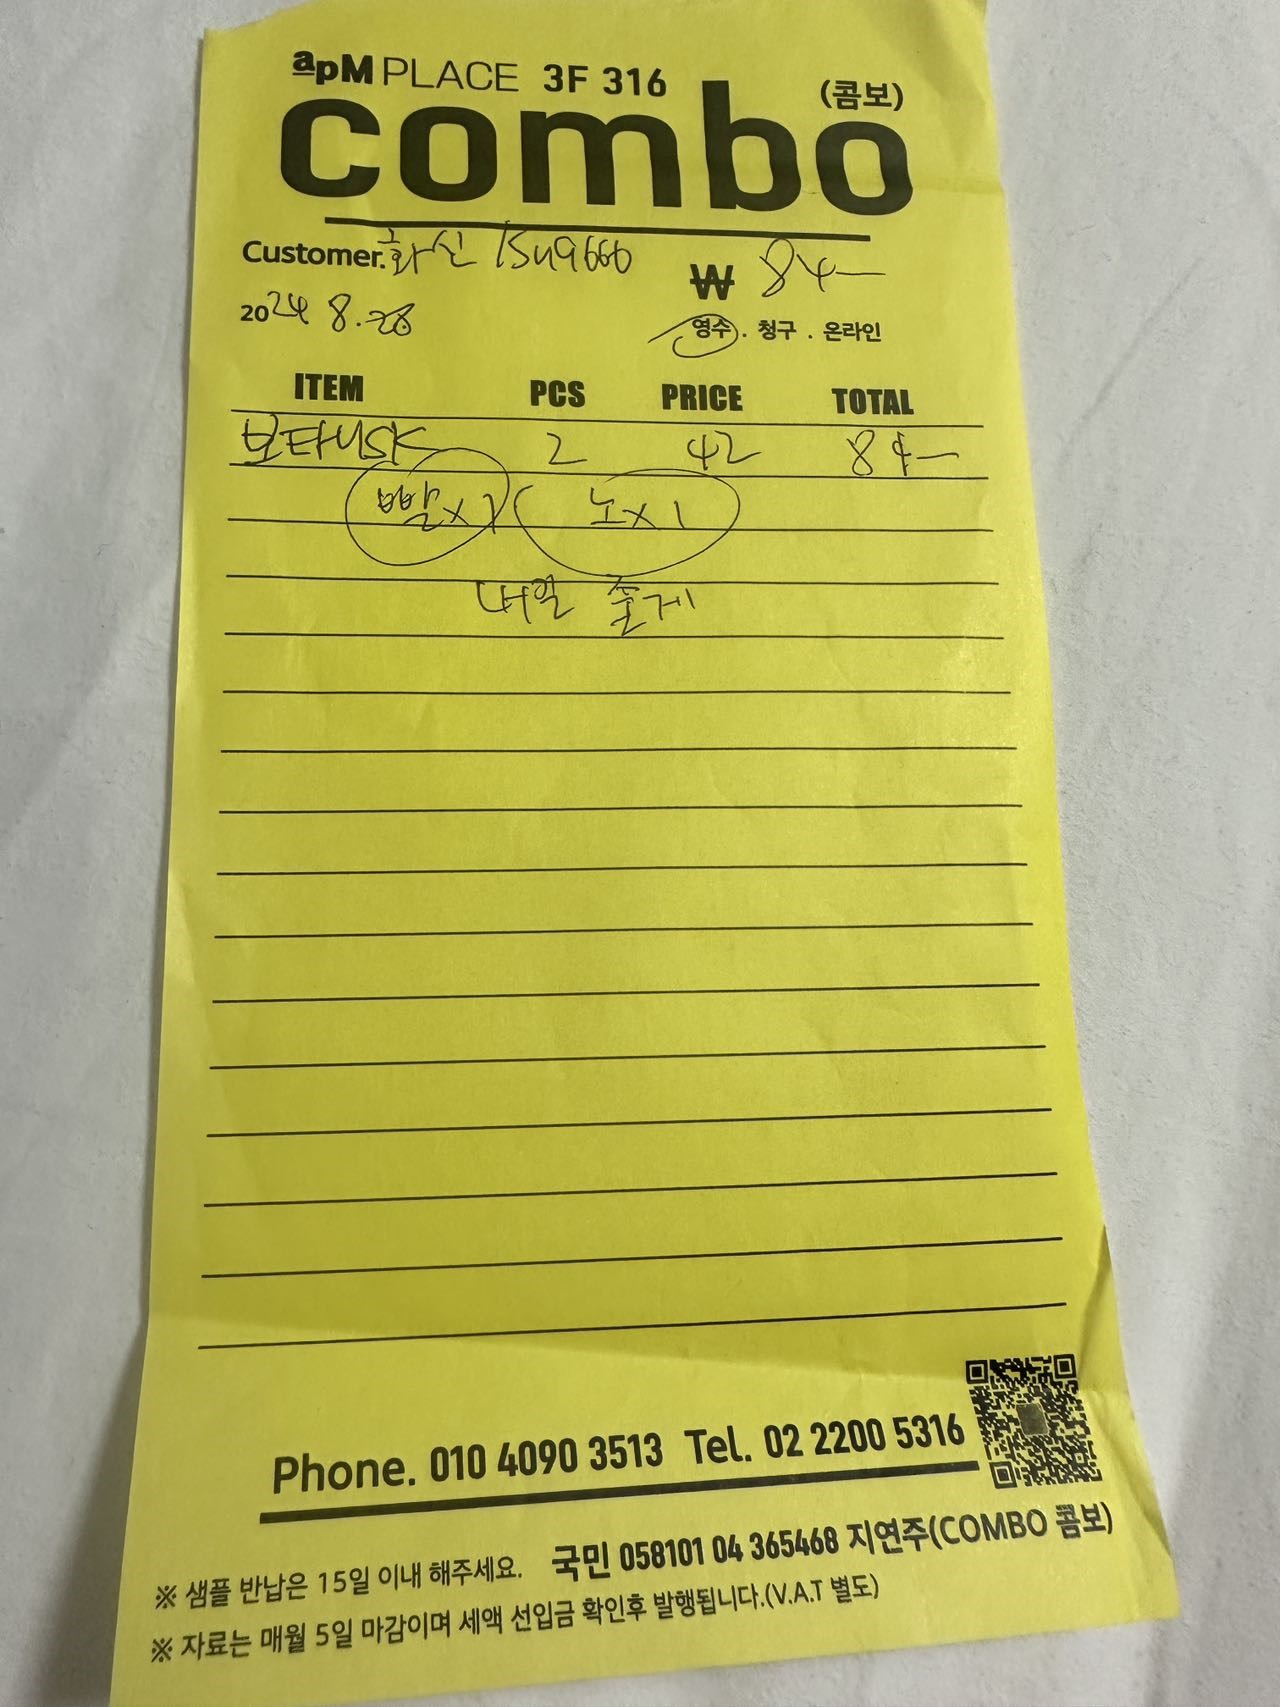 apM PLACE 3F 316 (콤보)
combo
Customer. 화신 1549666
₩ 84-
2024 8.28
영수 . 청구 . 온라인
ITEM PCS PRICE TOTAL
보타니SK 2 42 84-
빨x1 노x1
내일 줄게
Phone. 010 4090 3513 Tel. 02 2200 5316
국민 058101 04 365468 지연주(COMBO 콤보)
※ 샘플 반납은 15일 이내 해주세요.
※ 자료는 매월 5일 마감이며 세액 선입금 확인후 발행됩니다.(V.A.T 별도)